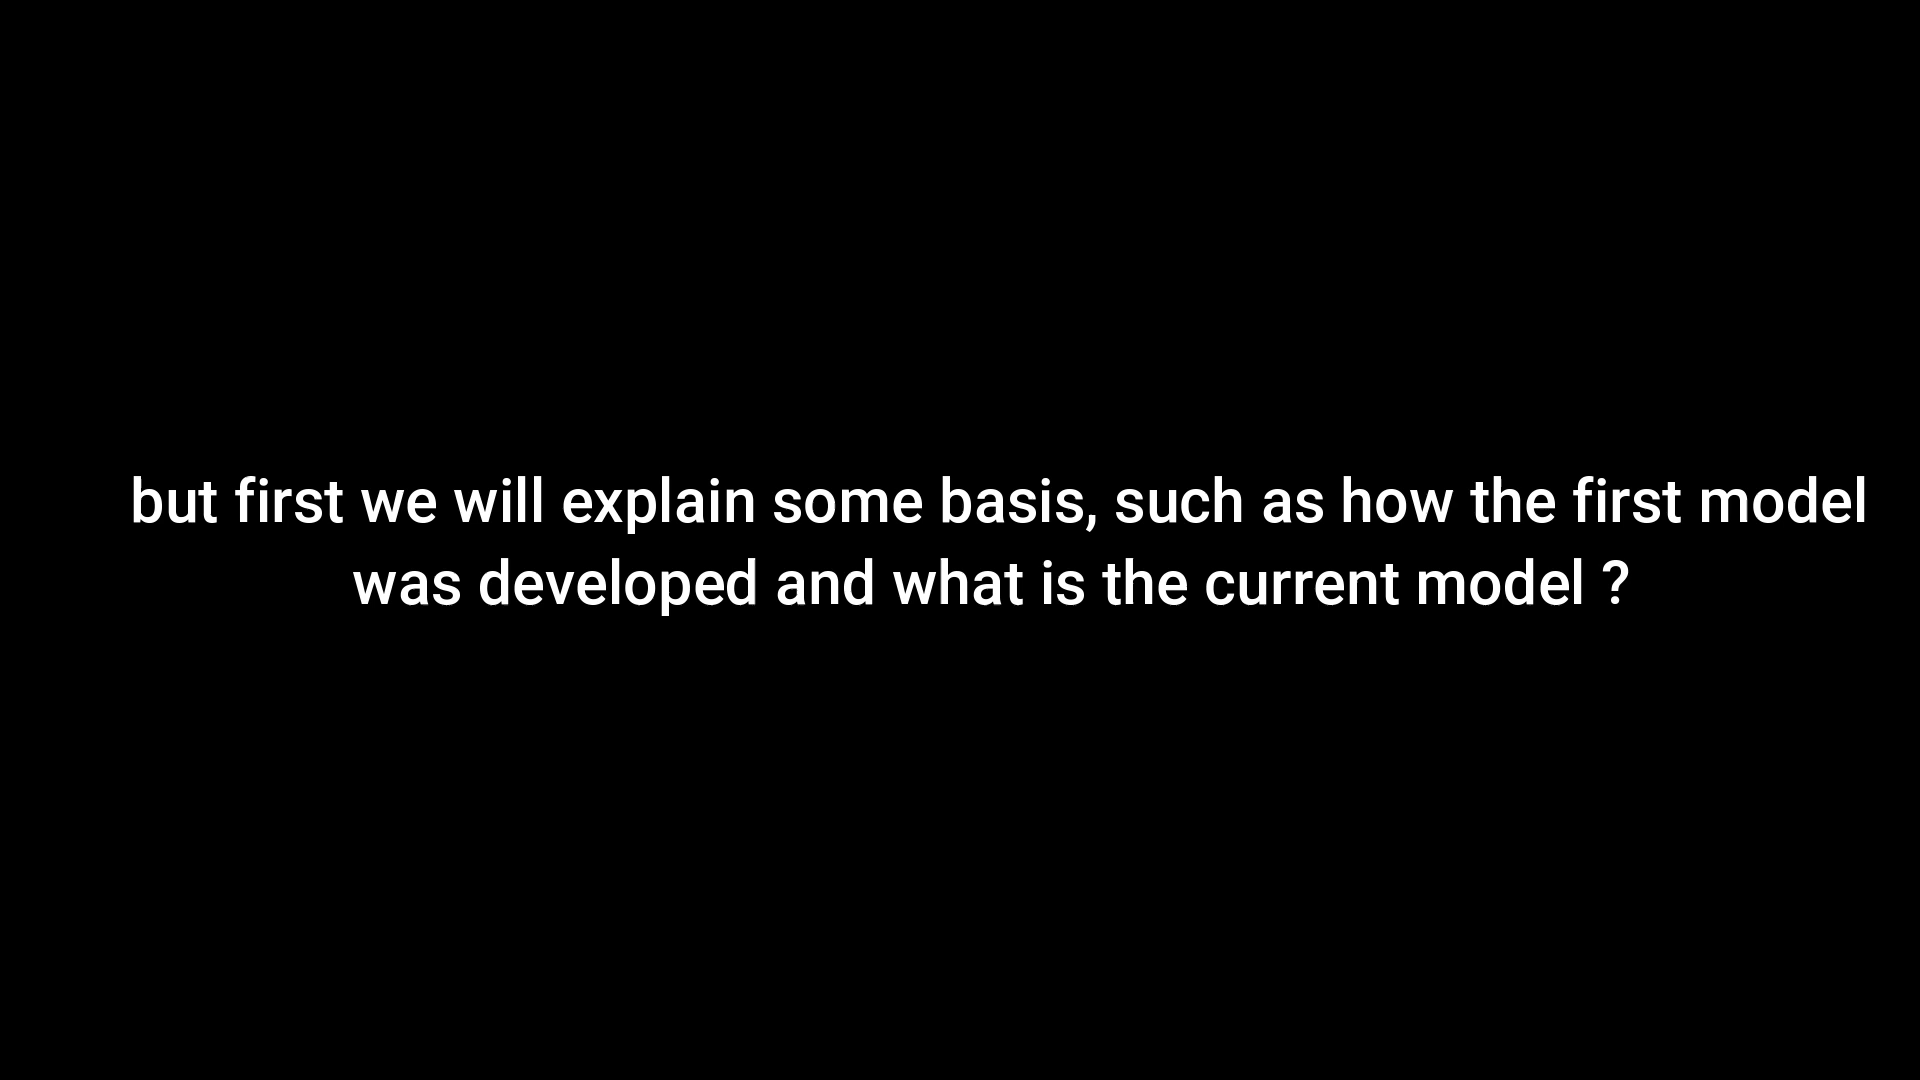 but first we will explain some basis, such as how the first model
was developed and what is the current model ?